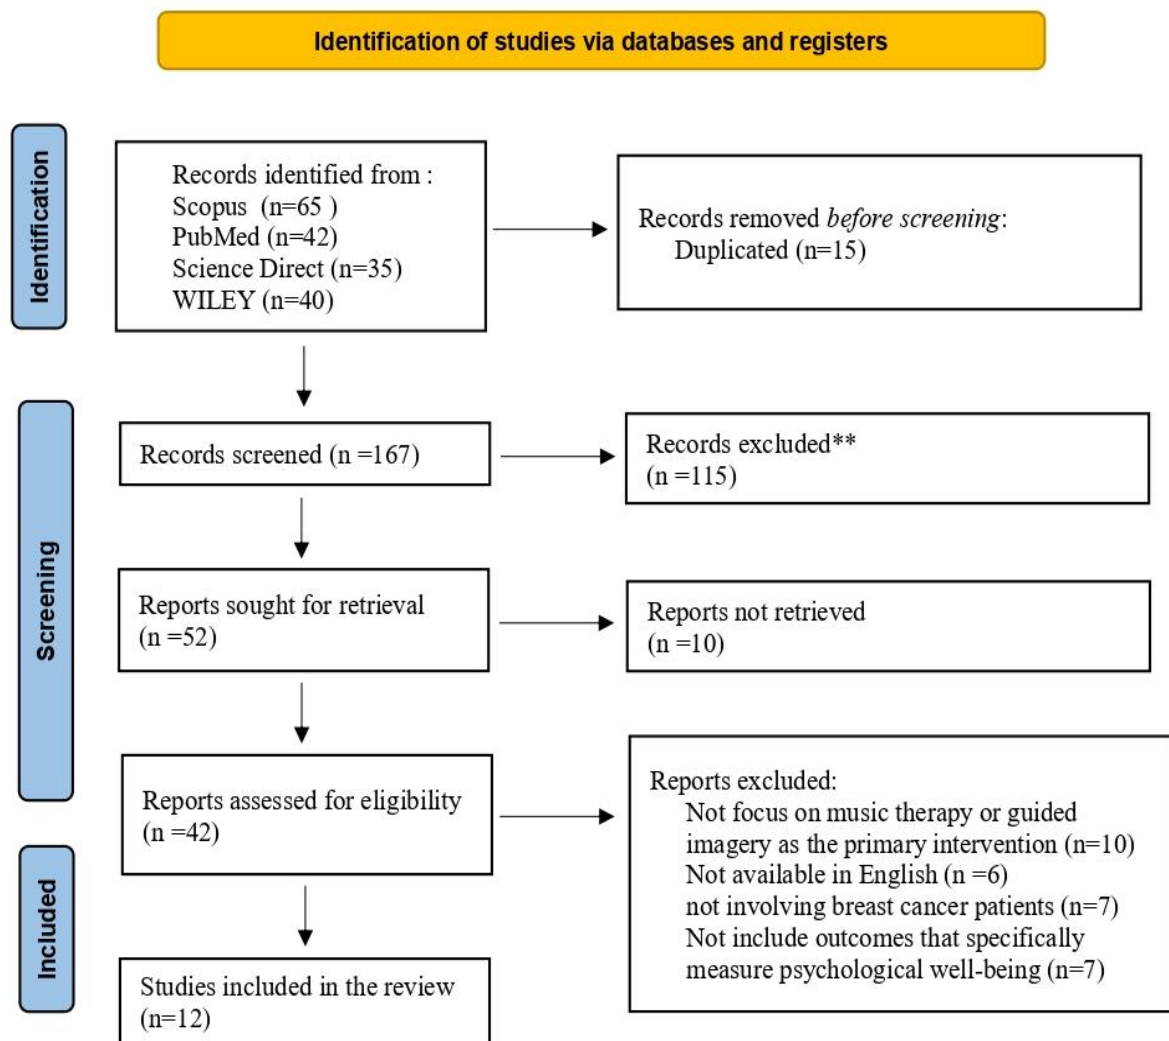 Identification of studies via databases and registers
Identification
Records identified from :
Scopus (n=65 )
PubMed (n=42)
Science Direct (n=35)
WILEY (n=40)
Records removed before screening:
Duplicated (n=15)
Screening
Records screened (n =167)
Records excluded**
(n =115)
Reports sought for retrieval
(n =52)
Reports not retrieved
(n =10)
Reports assessed for eligibility
(n =42)
Reports excluded:
Not focus on music therapy or guided
imagery as the primary intervention (n=10)
Not available in English (n =6)
not involving breast cancer patients (n=7)
Not include outcomes that specifically
measure psychological well-being (n=7)
Included
Studies included in the review
(n=12)